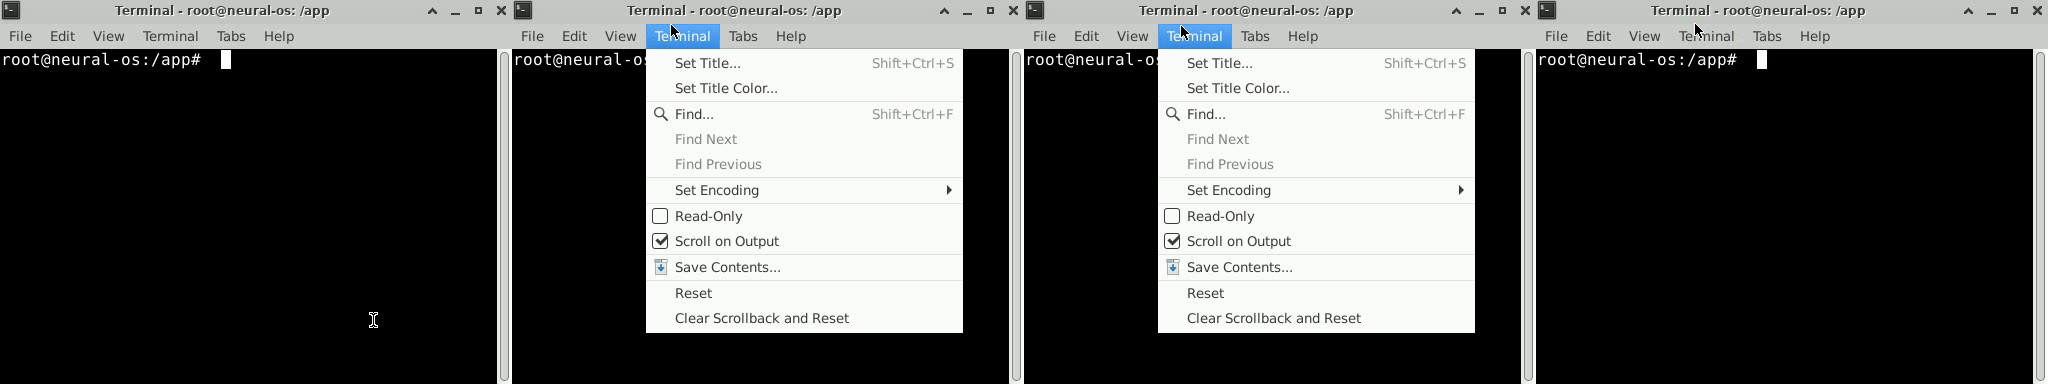 Terminal - root@neural-os: /app
File Edit View Terminal Tabs Help
root@neural-os:/app#
Terminal - root@neural-os: /app
File Edit View Terminal Tabs Help
root@neural-os
Set Title... Shift+Ctrl+S
Set Title Color...
Find... Shift+Ctrl+F
Find Next
Find Previous
Set Encoding
Read-Only
Scroll on Output
Save Contents...
Reset
Clear Scrollback and Reset
Terminal - root@neural-os: /app
File Edit View Terminal Tabs Help
root@neural-os
Set Title... Shift+Ctrl+S
Set Title Color...
Find... Shift+Ctrl+F
Find Next
Find Previous
Set Encoding
Read-Only
Scroll on Output
Save Contents...
Reset
Clear Scrollback and Reset
Terminal - root@neural-os: /app
File Edit View Terminal Tabs Help
root@neural-os:/app#